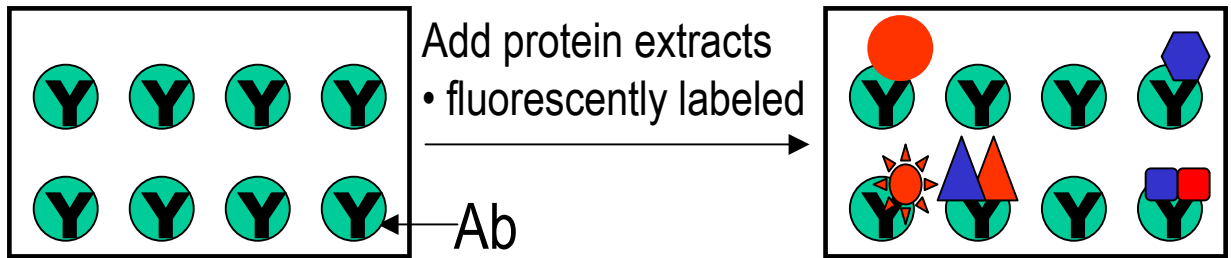 Add protein extracts
• fluorescently labeled
Y Y Y Y
Y Y Y Y
Ab
Y Y Y Y
Y Y Y Y